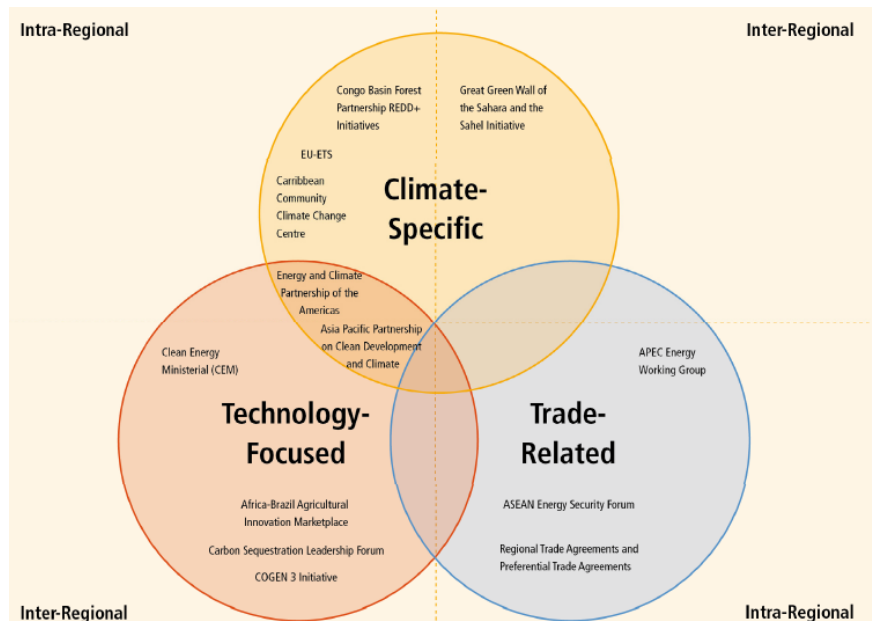 Intra-Regional
Inter-Regional
Congo Basin Forest
Partnership REDD+
Initiatives
Great Green Wall of
the Sahara and the
Sahel Initiative
EU-ETS
Carribbean
Community
Climate Change
Centre
Climate-
Specific
Energy and Climate
Partnership of the
Americas
Asia Pacific Partnership
on Clean Development
and Climate
Clean Energy
Ministerial (CEM)
APEC Energy
Working Group
Technology-
Focused
Trade-
Related
Africa-Brazil Agricultural
Innovation Marketplace
Carbon Sequestration Leadership Forum
COGEN 3 Initiative
ASEAN Energy Security Forum
Regional Trade Agreements and
Preferential Trade Agreements
Inter-Regional
Intra-Regional